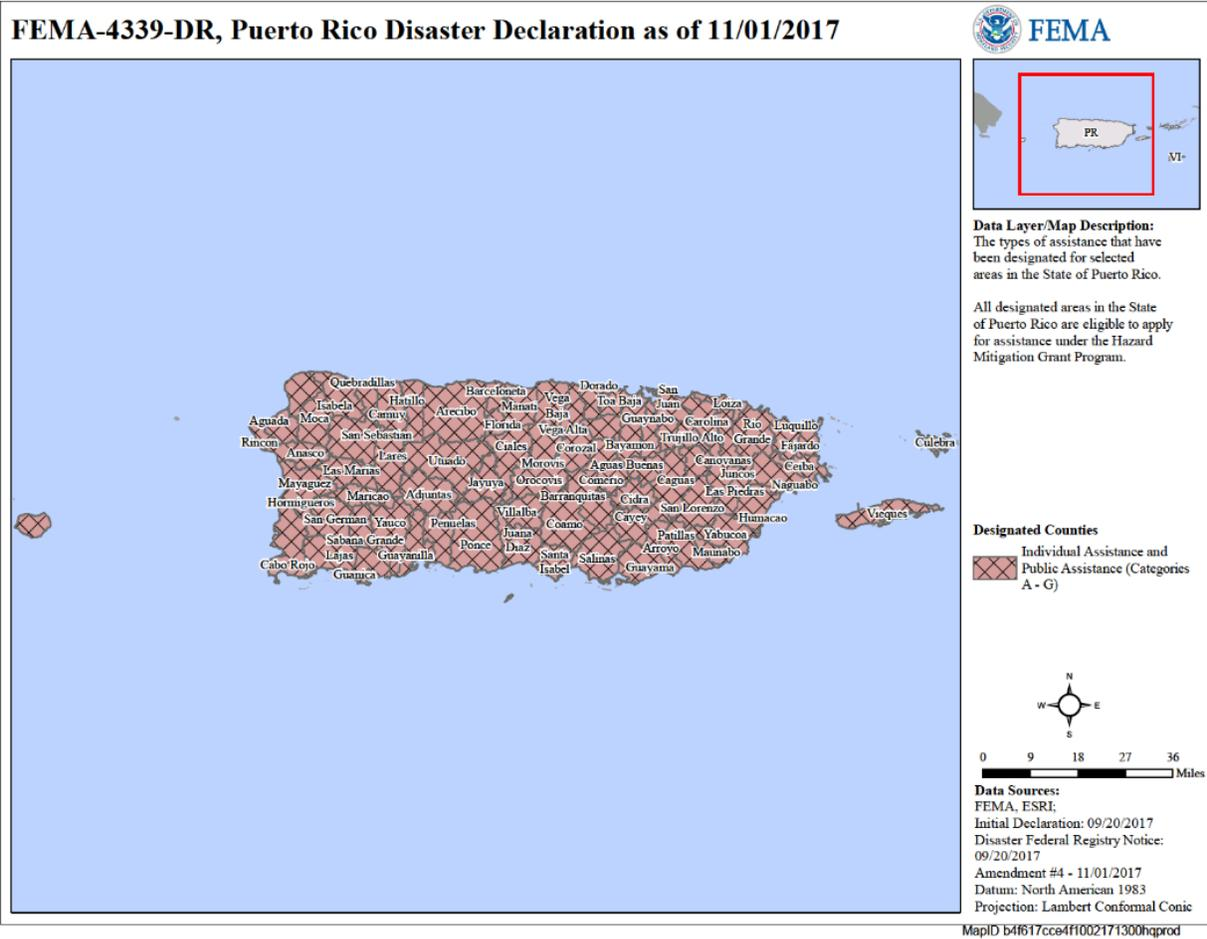 FEMA-4339-DR, Puerto Rico Disaster Declaration as of 11/01/2017
FEMA
PR
VI
Data Layer/Map Description:
The types of assistance that have
been designated for selected
areas in the State of Puerto Rico.
All designated areas in the State
of Puerto Rico are eligible to apply
for assistance under the Hazard
Mitigation Grant Program.
Quebradillas
Barceloneta
Dorado
San
Juan
Isabela
Hatillo
Vega
Baja
Toa Baja
Loiza
Aguada
Moca
Camuy
Arecibo
Manati
Guaynabo
Carolina
Rio
Grande
Luquillo
Florida
Vega Alta
Rincon
San Sebastian
Trujillo Alto
Fajardo
Culebra
Anasco
Lares
Utuado
Ciales
Corozal
Bayamon
Canovanas
Las Marias
Morovis
Aguas Buenas
Juncos
Ceiba
Mayaguez
Jayuya
Orocovis
Comerio
Caguas
Naguabo
Maricao
Adjuntas
Barranquitas
Cidra
Las Piedras
Hormigueros
San Lorenzo
San German
Yauco
Penuelas
Villalba
Coamo
Cayey
Humacao
Vieques
Sabana Grande
Juana
Diaz
Patillas
Yabucoa
Lajas
Guayanilla
Ponce
Arroyo
Maunabo
Cabo Rojo
Guanica
Santa
Isabel
Salinas
Guayama
Designated Counties
Individual Assistance and
Public Assistance (Categories
A - G)
N
W
E
S
0 9 18 27 36
Miles
Data Sources:
FEMA, ESRI;
Initial Declaration: 09/20/2017
Disaster Federal Registry Notice:
09/20/2017
Amendment #4 - 11/01/2017
Datum: North American 1983
Projection: Lambert Conformal Conic
MapID b4f617cce4f1002171300hqprod